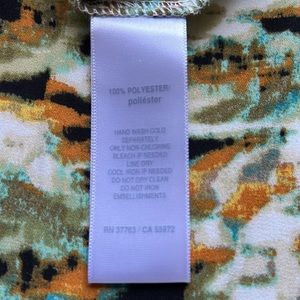 100% POLYESTER/
poliéster
HAND WASH COLD
SEPARATELY
ONLY NON-CHLORINE
BLEACH IF NEEDED
LINE DRY
COOL IRON IF NEEDED
DO NOT DRY CLEAN
DO NOT IRON
EMBELLISHMENTS
RN 37763 / CA 55972